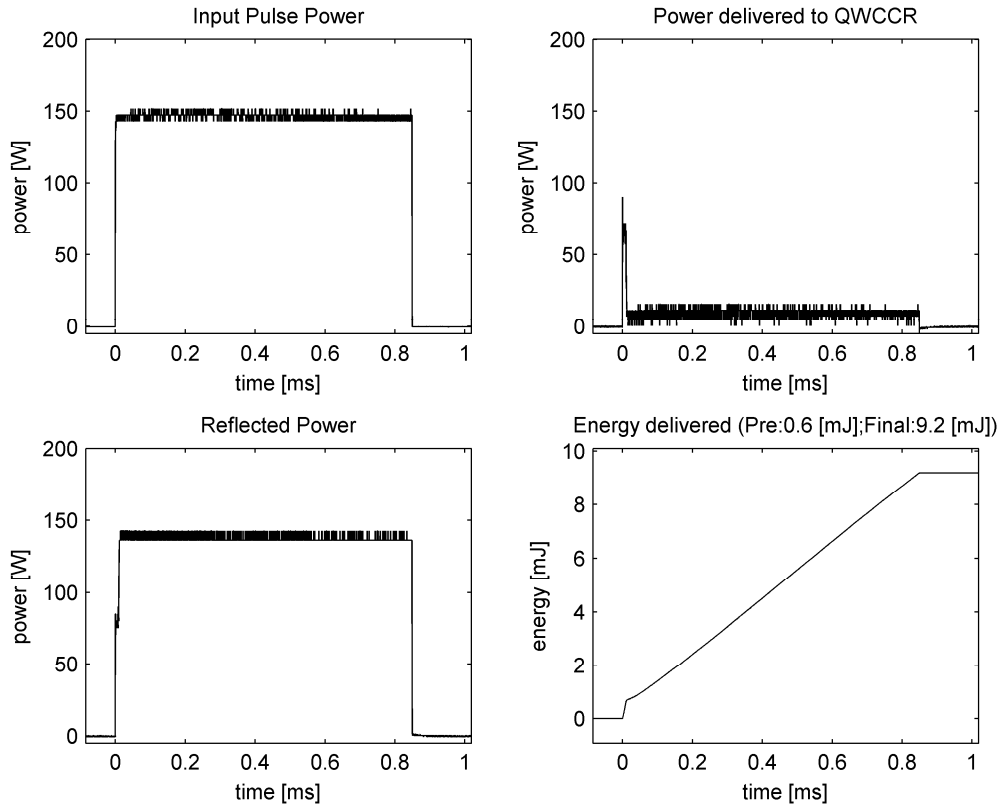 Input Pulse Power
200
150
100
50
0
power [W]
0 0.2 0.4 0.6 0.8 1
time [ms]
Power delivered to QWCCR
200
150
100
50
0
power [W]
0 0.2 0.4 0.6 0.8 1
time [ms]
Reflected Power
200
150
100
50
0
power [W]
0 0.2 0.4 0.6 0.8 1
time [ms]
Energy delivered (Pre:0.6 [mJ];Final:9.2 [mJ])
10
8
6
4
2
0
energy [mJ]
0 0.2 0.4 0.6 0.8 1
time [ms]